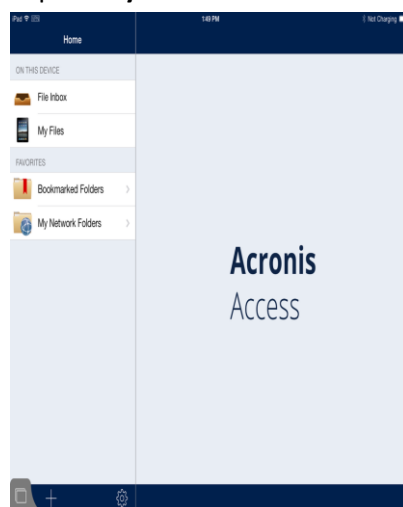 iPad
1:49 PM
Not Charging
Home
ON THIS DEVICE
File Inbox
My Files
FAVORITES
Bookmarked Folders
My Network Folders
Acronis
Access